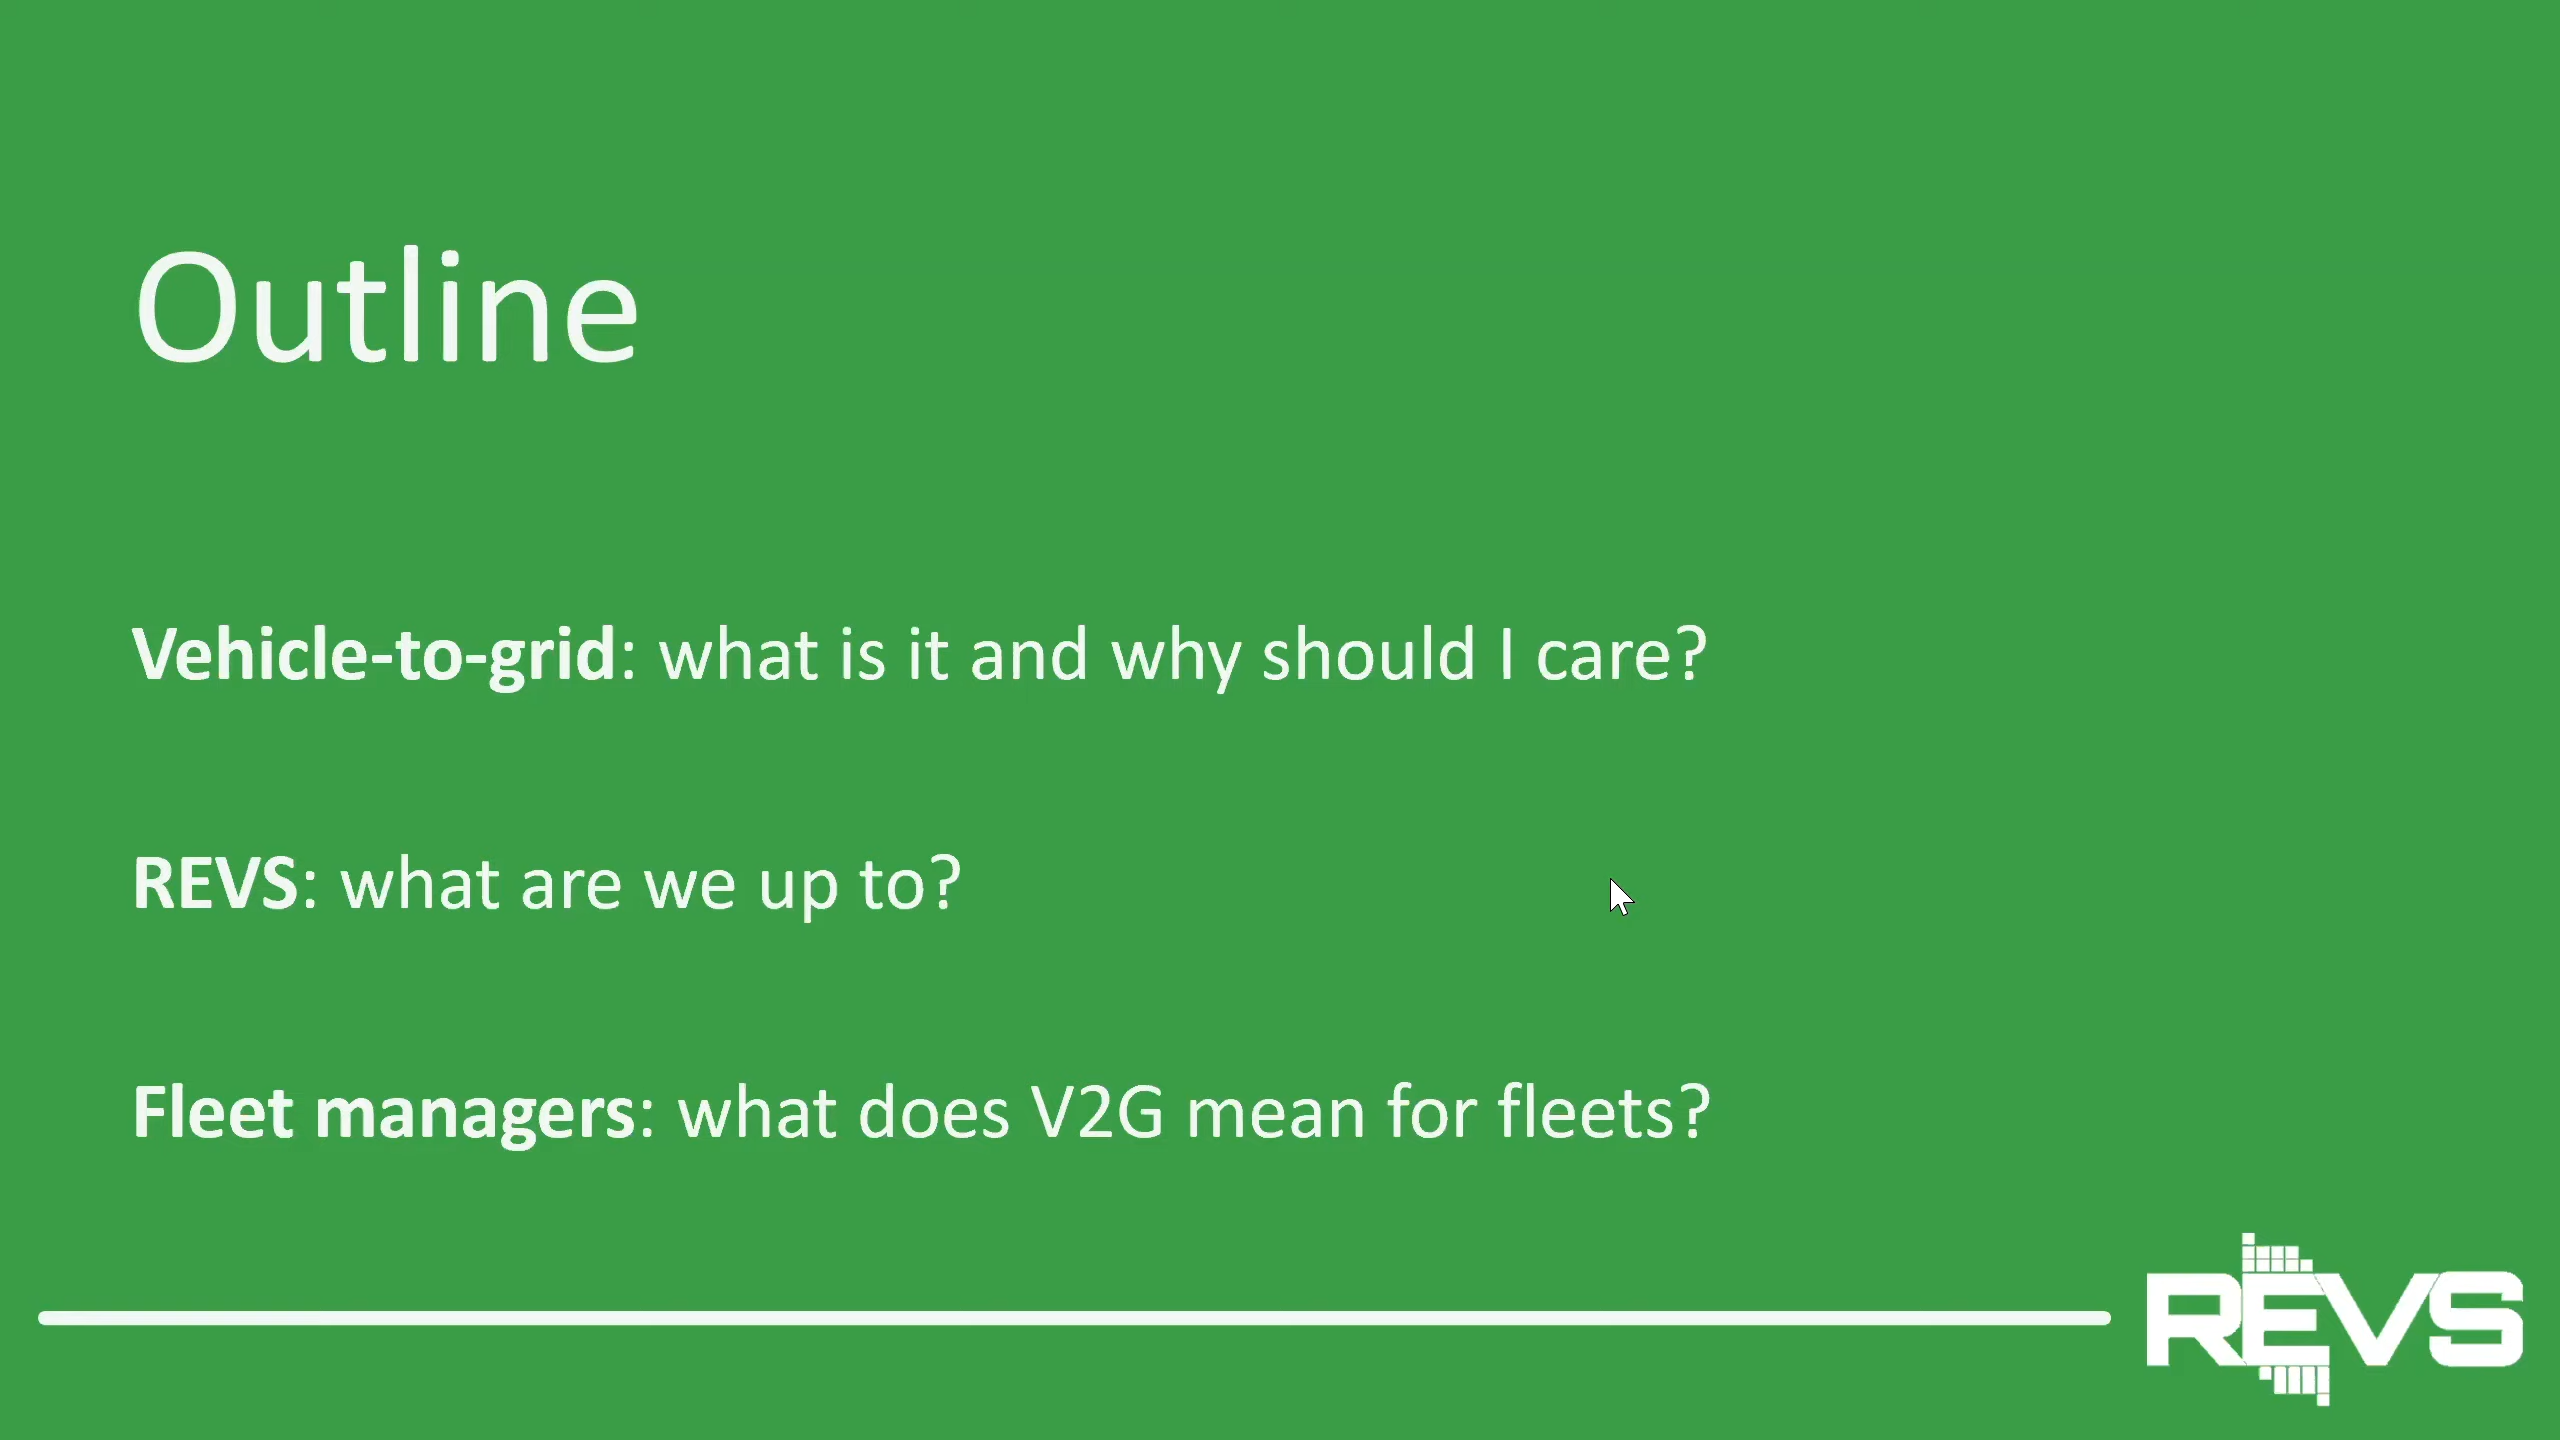 Outline
Vehicle-to-grid: what is it and why should I care?
REVS: what are we up to?
Fleet managers: what does V2G mean for fleets?
REVS